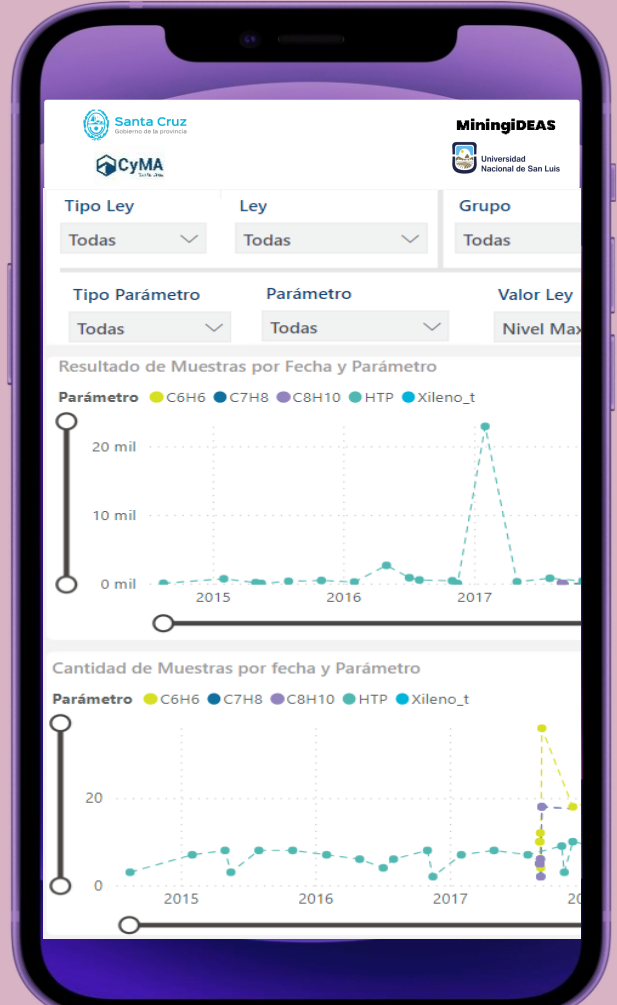 Santa Cruz
Gobierno de la provincia
MiningiDEAS
CyMA
Universidad
Nacional de San Luis
Tipo Ley Ley Grupo
Todas Todas Todas
Tipo Parámetro Parámetro Valor Ley
Todas Todas Nivel Max
Resultado de Muestras por Fecha y Parámetro
Parámetro C6H6 C7H8 C8H10 HTP Xileno_t
20 mil
10 mil
0 mil
2015 2016 2017
Cantidad de Muestras por fecha y Parámetro
Parámetro C6H6 C7H8 C8H10 HTP Xileno_t
20
0
2015 2016 2017 20